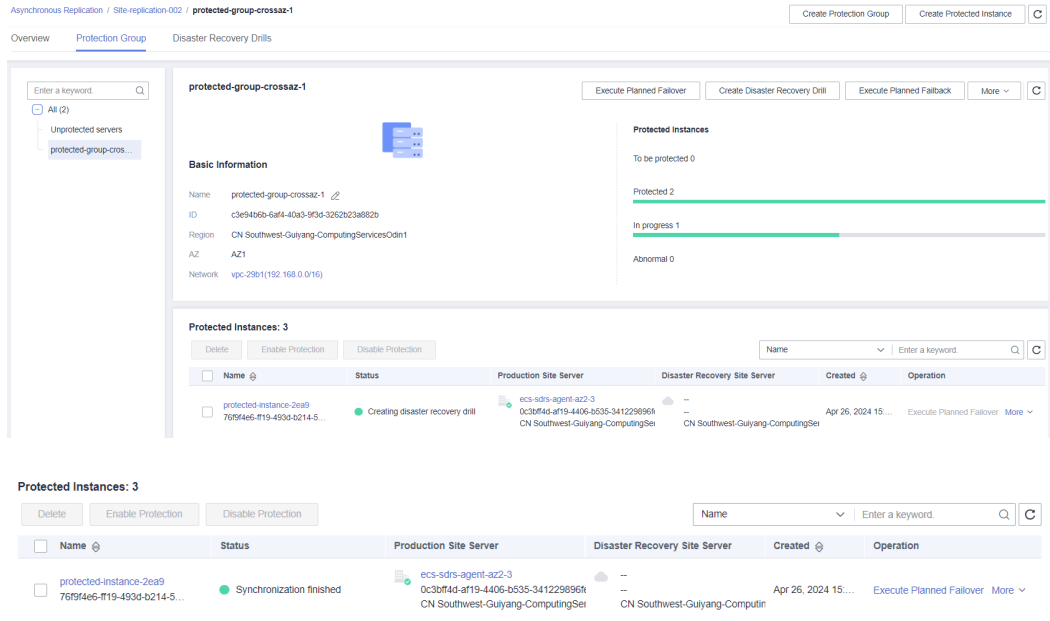 Asynchronous Replication / Site-replication-002 / protected-group-crossaz-1
Create Protection Group
Create Protected Instance
Overview
Protection Group
Disaster Recovery Drills
Enter a keyword.
All (2)
Unprotected servers
protected-group-cros...
protected-group-crossaz-1
Execute Planned Failover
Create Disaster Recovery Drill
Execute Planned Failback
More
Basic Information
Name protected-group-crossaz-1
ID c3e94b6b-6af4-40a3-9f3d-3262b23a882b
Region CN Southwest-Guiyang-ComputingServicesOdin1
AZ AZ1
Network vpc-29b1(192.168.0.0/16)
Protected Instances
To be protected 0
Protected 2
In progress 1
Abnormal 0
Protected Instances: 3
Delete
Enable Protection
Disable Protection
Name
Enter a keyword.
Name Status Production Site Server Disaster Recovery Site Server Created Operation
protected-instance-2ea9
76f9f4e6-ff19-493d-b214-5...
Creating disaster recovery drill
ecs-sdrs-agent-az2-3
0c3bff4d-af19-4406-b535-341229896f
CN Southwest-Guiyang-ComputingSer
--
--
CN Southwest-Guiyang-ComputingSer
Apr 26, 2024 15:...
Execute Planned Failover More
Protected Instances: 3
Delete
Enable Protection
Disable Protection
Name
Enter a keyword.
Name Status Production Site Server Disaster Recovery Site Server Created Operation
protected-instance-2ea9
76f9f4e6-ff19-493d-b214-5...
Synchronization finished
ecs-sdrs-agent-az2-3
0c3bff4d-af19-4406-b535-341229896fe
CN Southwest-Guiyang-ComputingSer
--
--
CN Southwest-Guiyang-Computin
Apr 26, 2024 15:...
Execute Planned Failover More